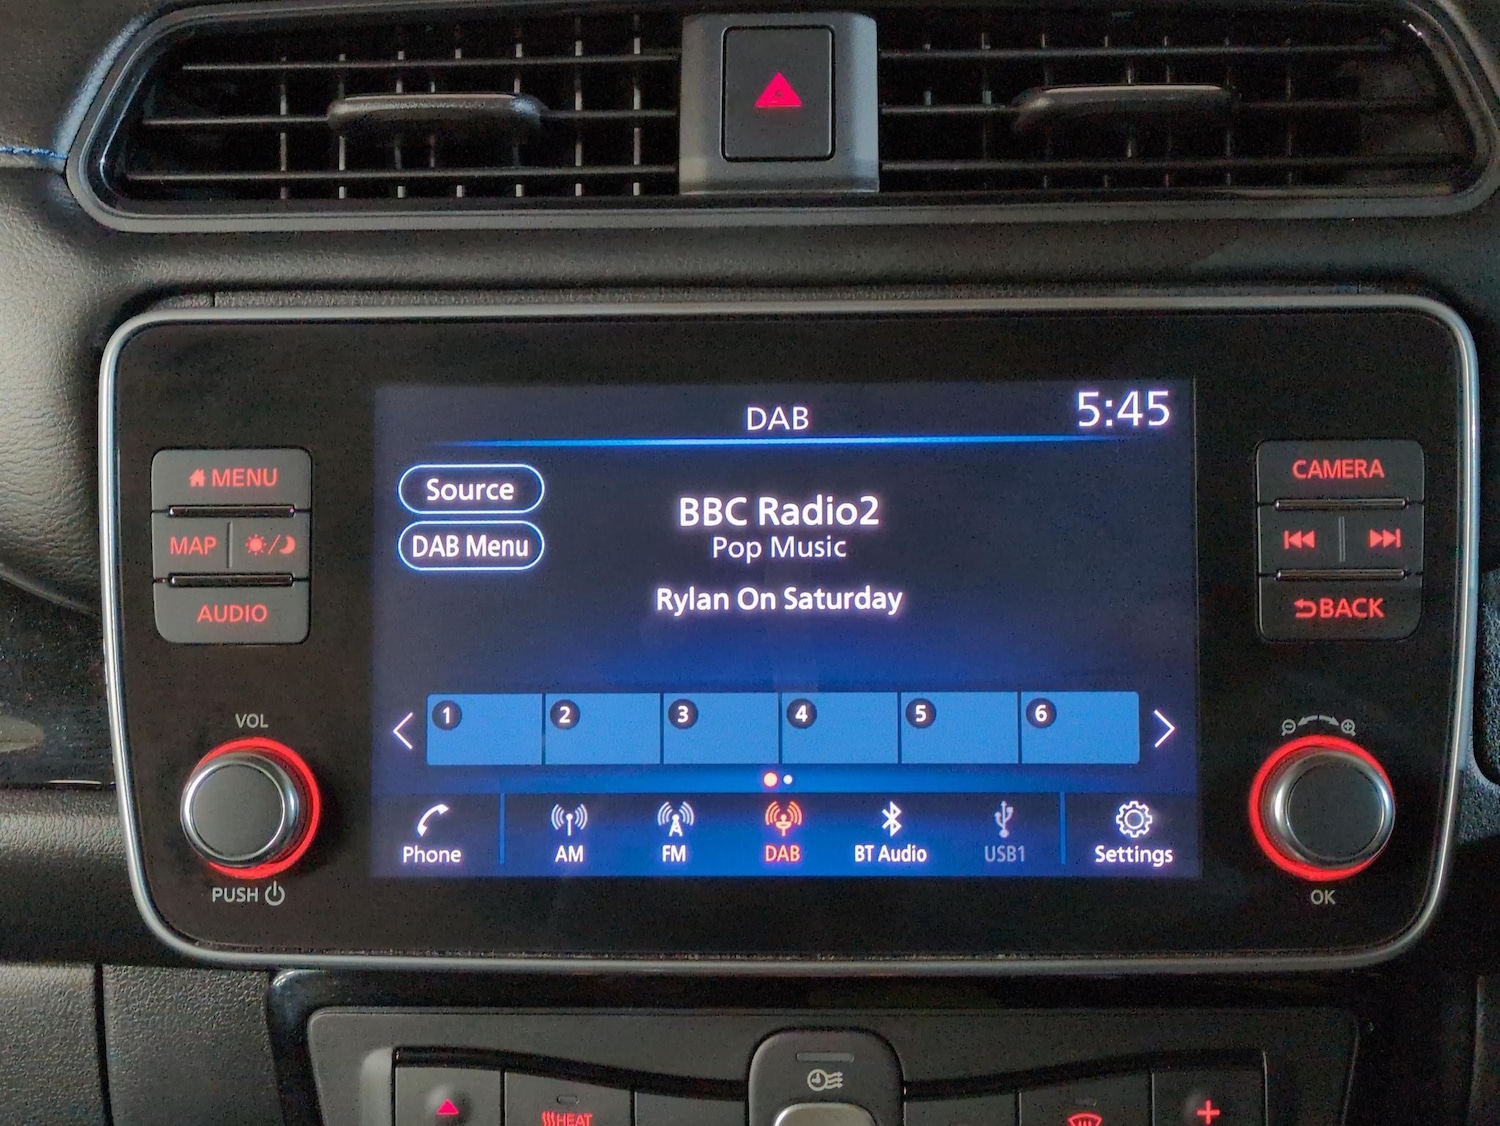 DAB
5:45
Source
DAB Menu
BBC Radio2
Pop Music
Rylan On Saturday
1 2 3 4 5 6
Phone AM FM DAB BT Audio USB1 Settings
MENU
MAP
AUDIO
VOL
PUSH
CAMERA
BACK
OK
HEAT